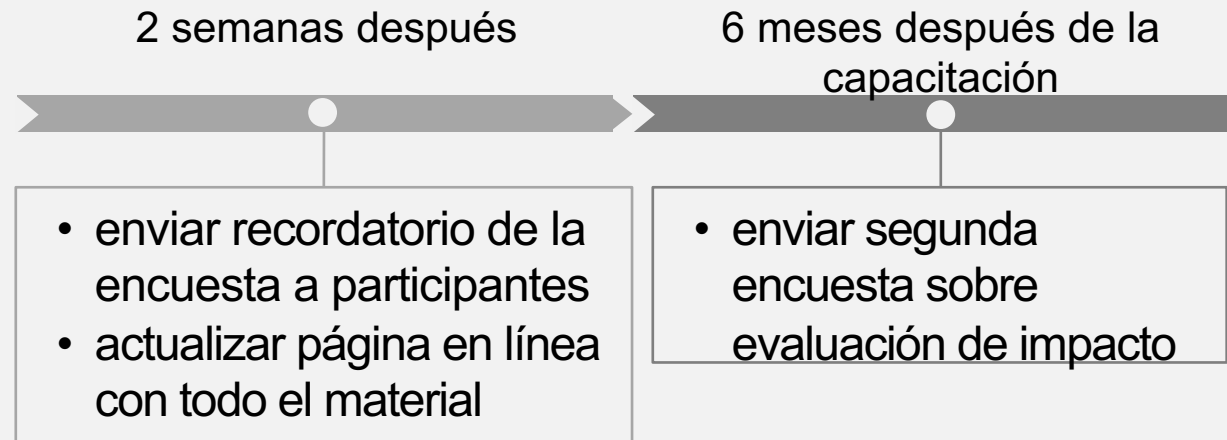 2 semanas después
• enviar recordatorio de la
encuesta a participantes
• actualizar página en línea
con todo el material
6 meses después de la
capacitación
• enviar segunda
encuesta sobre
evaluación de impacto